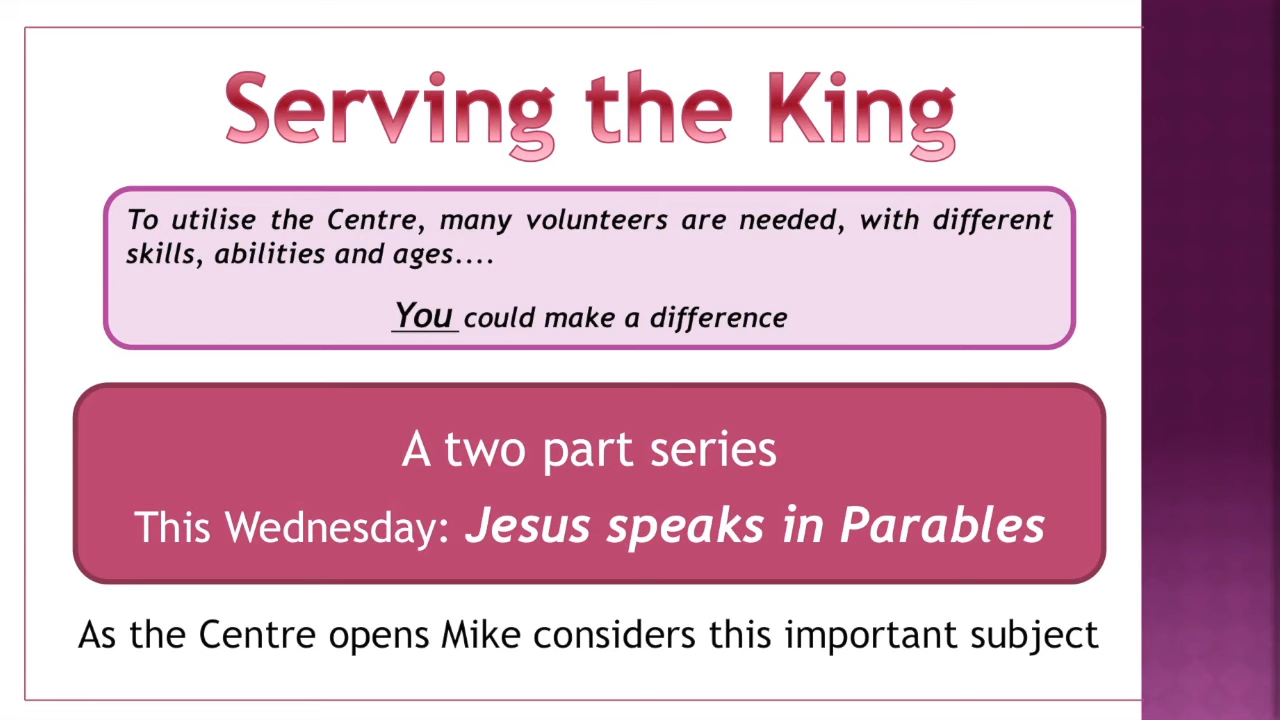 Serving the King
To utilise the Centre, many volunteers are needed, with different
skills, abilities and ages....
You could make a difference
A two part series
This Wednesday: Jesus speaks in Parables
As the Centre opens Mike considers this important subject